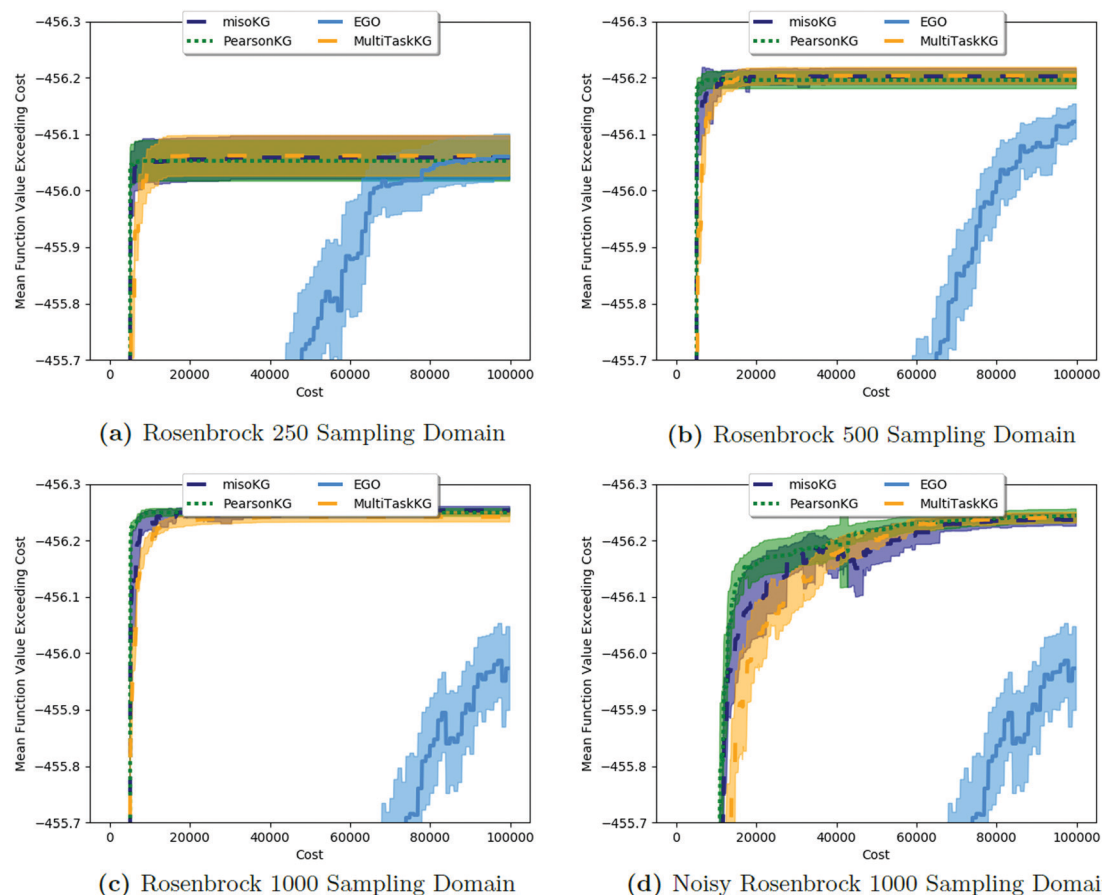 misoKG EGO
PearsonKG MultiTaskKG
Mean Function Value Exceeding Cost
−456.3
−456.2
−456.1
−456.0
−455.9
−455.8
−455.7
0 20000 40000 60000 80000 100000
Cost
(a) Rosenbrock 250 Sampling Domain
misoKG EGO
PearsonKG MultiTaskKG
Mean Function Value Exceeding Cost
−456.3
−456.2
−456.1
−456.0
−455.9
−455.8
−455.7
0 20000 40000 60000 80000 100000
Cost
(b) Rosenbrock 500 Sampling Domain
misoKG EGO
PearsonKG MultiTaskKG
Mean Function Value Exceeding Cost
−456.3
−456.2
−456.1
−456.0
−455.9
−455.8
−455.7
0 20000 40000 60000 80000 100000
Cost
(c) Rosenbrock 1000 Sampling Domain
misoKG EGO
PearsonKG MultiTaskKG
Mean Function Value Exceeding Cost
−456.3
−456.2
−456.1
−456.0
−455.9
−455.8
−455.7
0 20000 40000 60000 80000 100000
Cost
(d) Noisy Rosenbrock 1000 Sampling Domai